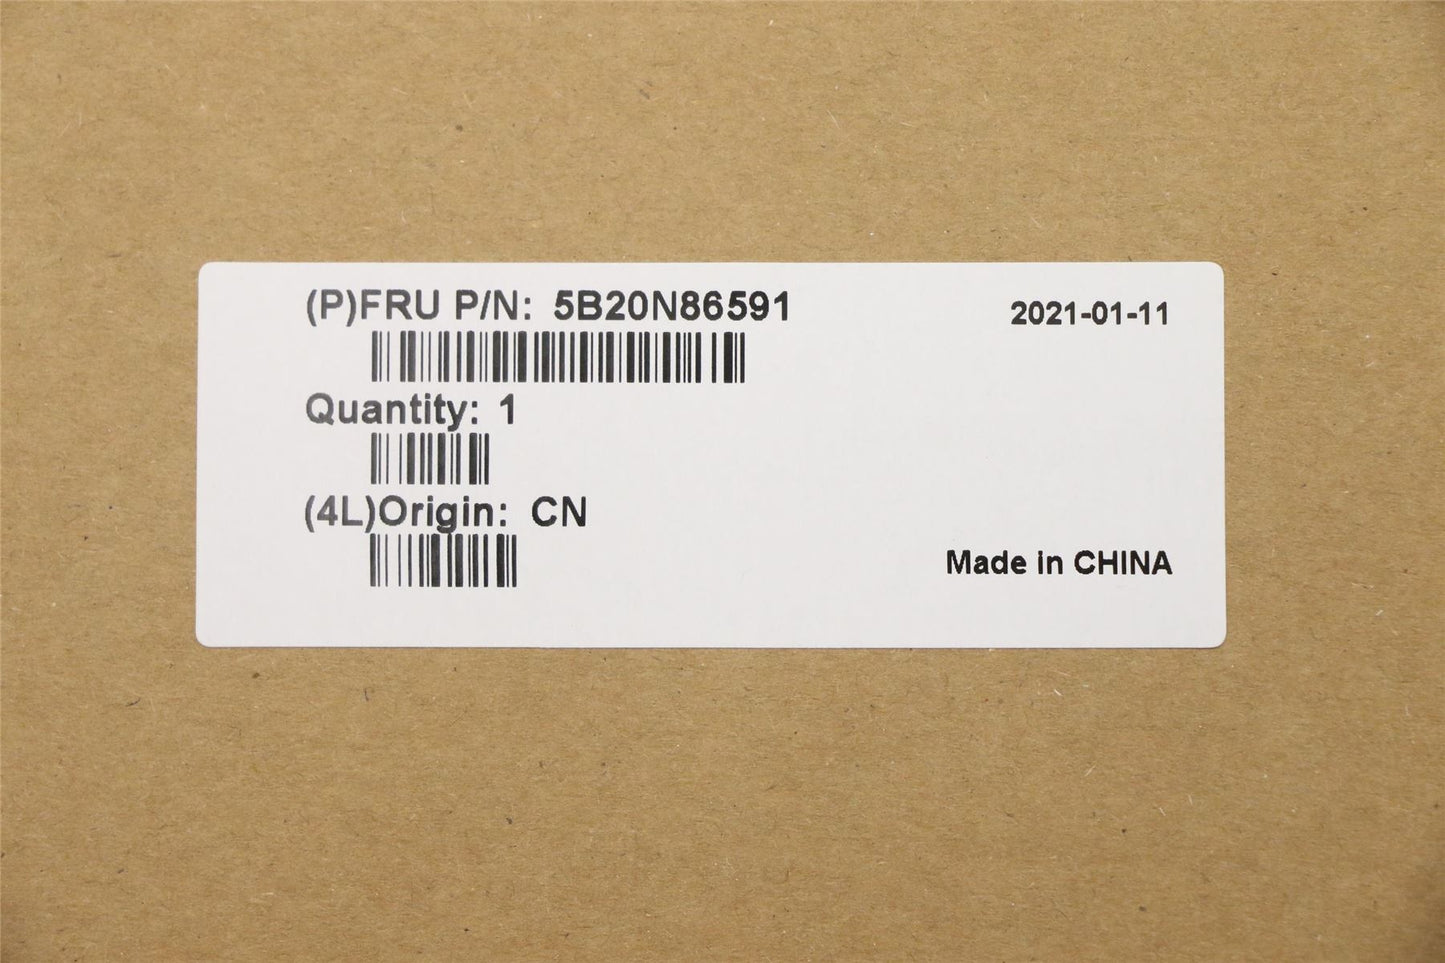 (P)FRU P/N: 5B20N86591
2021-01-11
Quantity: 1
(4L)Origin: CN
Made in CHINA